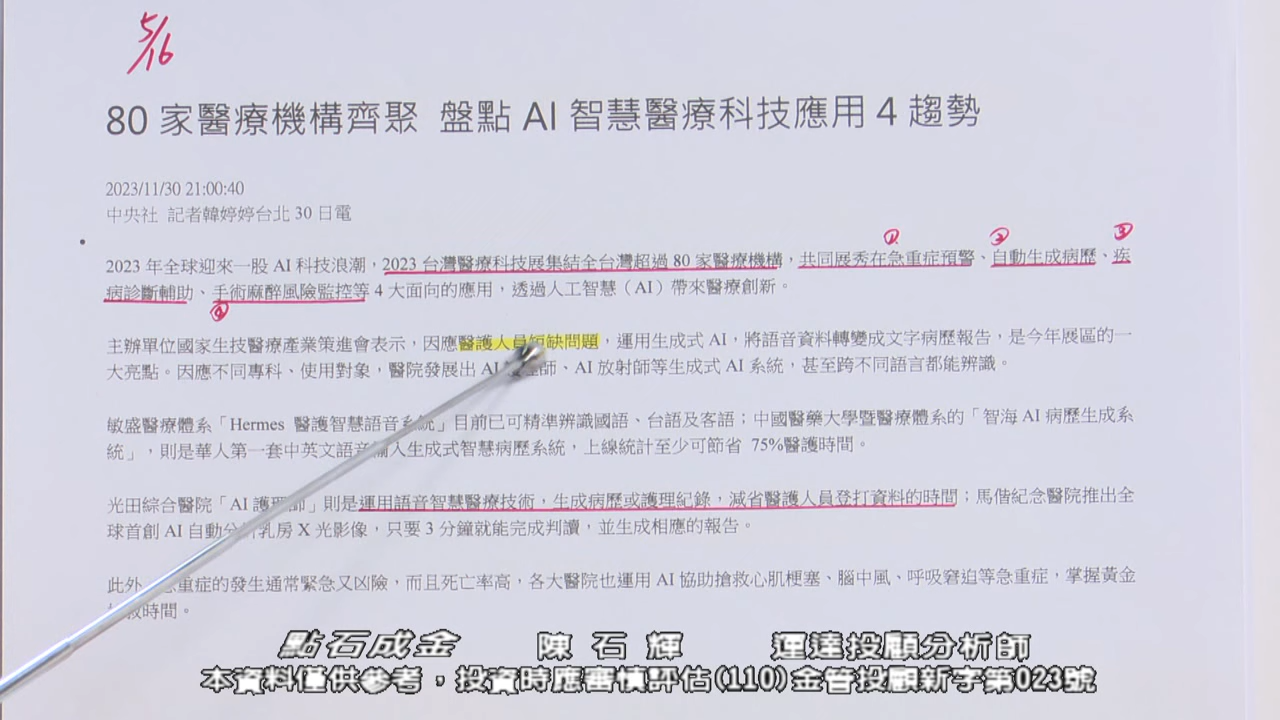 5/16
80 家醫療機構齊聚 盤點 AI 智慧醫療科技應用 4 趨勢
2023/11/30 21:00:40
中央社 記者韓婷婷台北 30 日電
① ② ③
2023 年全球迎來一股 AI 科技浪潮，2023 台灣醫療科技展集結全台灣超過 80 家醫療機構，共同展秀在急重症預警、自動生成病歷、疾
病診斷輔助、手術麻醉風險監控等 4 大面向的應用，透過人工智慧（AI）帶來醫療創新。
④
主辦單位國家生技醫療產業策進會表示，因應醫護人員短缺問題，運用生成式 AI，將語音資料轉變成文字病歷報告，是今年展區的一
大亮點。因應不同專科、使用對象，醫院發展出 AI 師、AI 放射師等生成式 AI 系統，甚至跨不同語言都能辨識。
敏盛醫療體系「Hermes 醫護智慧語音系統」目前已可精準辨識國語、台語及客語；中國醫藥大學暨醫療體系的「智海 AI 病歷生成系
統」，則是華人第一套中英文語音輸入生成式智慧病歷系統，上線統計至少可節省 75%醫護時間。
光田綜合醫院「AI 護理師」則是運用語音智慧醫療技術，生成病歷或護理紀錄，減省醫護人員登打資料的時間；馬偕紀念醫院推出全
球首創 AI 自動分析乳房 X 光影像，只要 3 分鐘就能完成判讀，並生成相應的報告。
此外 急重症的發生通常緊急又凶險，而且死亡率高，各大醫院也運用 AI 協助搶救心肌梗塞、腦中風、呼吸窘迫等急重症，掌握黃金
救時間。
點石成金 陳石輝 運達投顧分析師
本資料僅供參考，投資時應審慎評估(110)金管投顧新字第023號